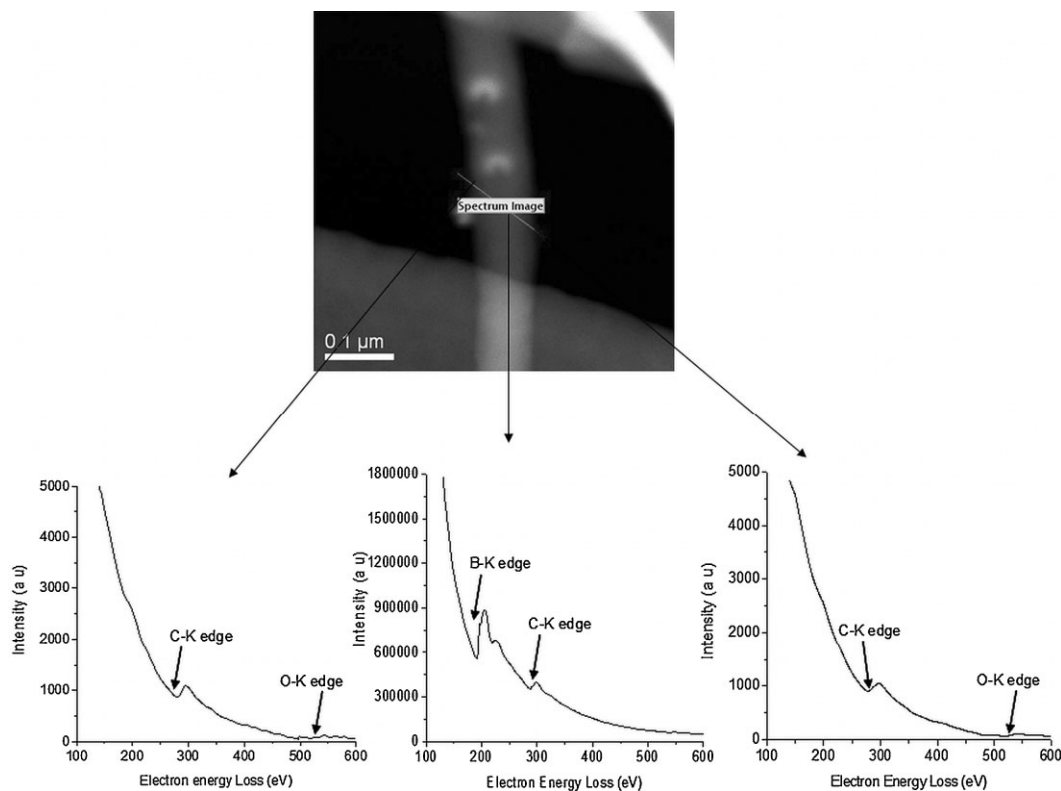 Spectrum Image
0.1 µm
5000
4000
3000
2000
1000
0
Intensity (a u)
C-K edge
O-K edge
100 200 300 400 500 600
Electron energy Loss (eV)
1800000
1500000
1200000
900000
600000
300000
0
Intensity (a u)
B-K edge
C-K edge
100 200 300 400 500 600
Electron Energy Loss (eV)
5000
4000
3000
2000
1000
0
Intensity (a u)
C-K edge
O-K edge
100 200 300 400 500 600
Electron Energy Loss (eV)